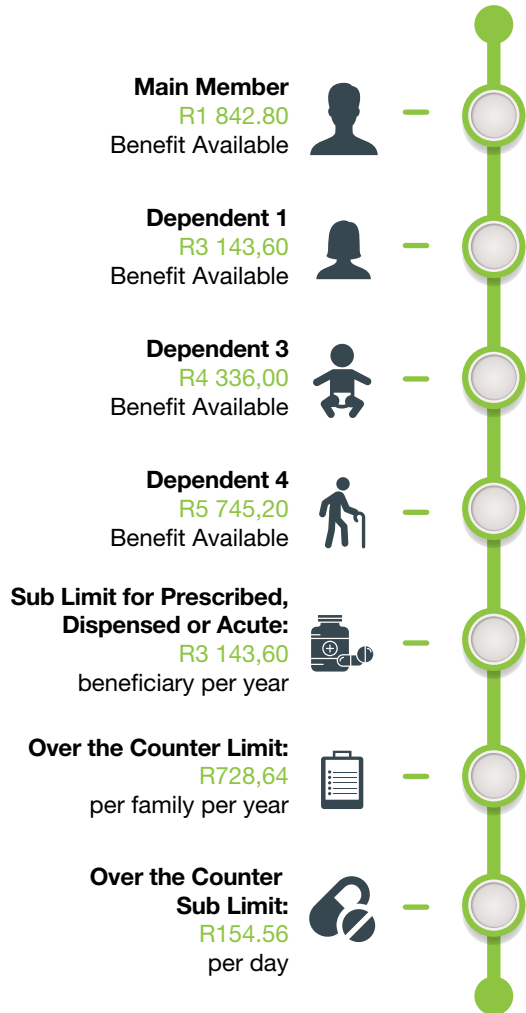 Main Member
R1 842.80
Benefit Available
Dependent 1
R3 143,60
Benefit Available
Dependent 3
R4 336,00
Benefit Available
Dependent 4
R5 745,20
Benefit Available
Sub Limit for Prescribed,
Dispensed or Acute:
R3 143,60
beneficiary per year
Over the Counter Limit:
R728,64
per family per year
Over the Counter
Sub Limit:
R154.56
per day